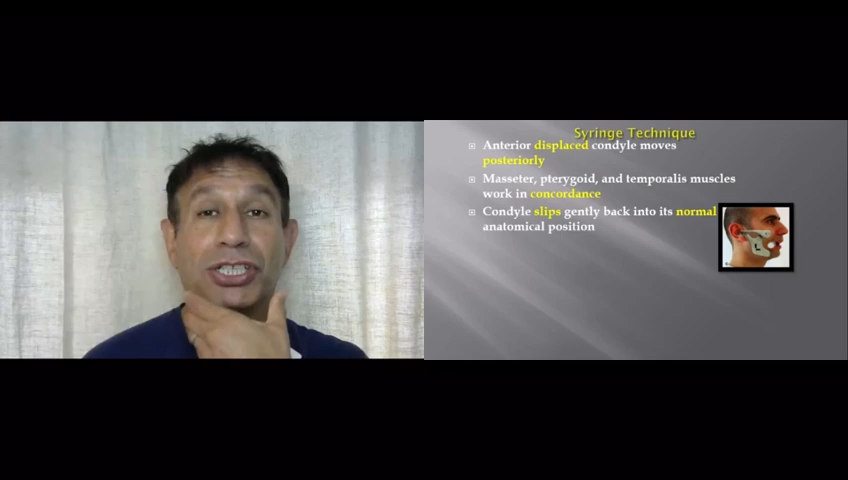 Syringe Technique
Anterior displaced condyle moves
posteriorly
Masseter, pterygoid, and temporalis muscles
work in concordance
Condyle slips gently back into its normal
anatomical position